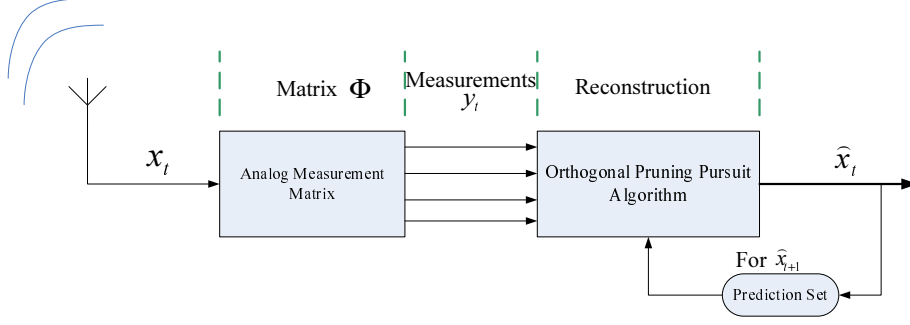 Matrix Φ
Measurements
y_t
Reconstruction
x_t
Analog Measurement
Matrix
Orthogonal Pruning Pursuit
Algorithm
x̂_t
For x̂_{t+1}
Prediction Set